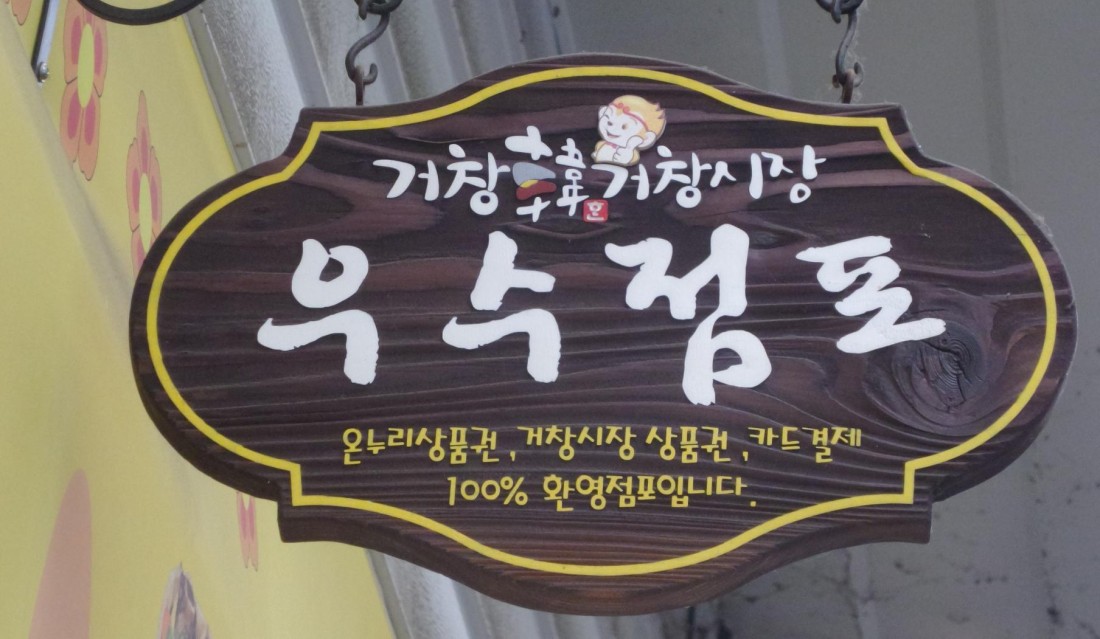 거창韓 거창시장
혼
우수점포
온누리상품권, 거창시장 상품권, 카드결제
100% 환영점포입니다.